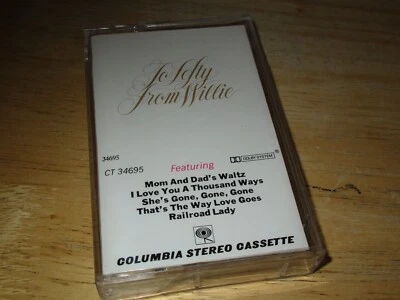 To Lefty
From Willie
34695
CT 34695
Featuring
DOLBY SYSTEM ®
Mom And Dad's Waltz
I Love You A Thousand Ways
She's Gone, Gone, Gone
That's The Way Love Goes
Railroad Lady
COLUMBIA STEREO CASSETTE